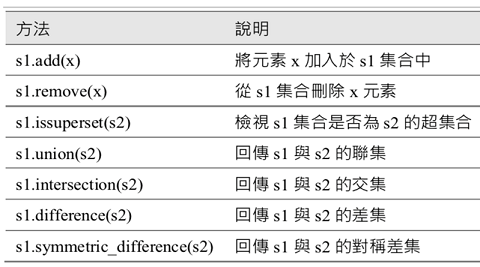 方法 說明
s1.add(x) 將元素 x 加入於 s1 集合中
s1.remove(x) 從 s1 集合刪除 x 元素
s1.issuperset(s2) 檢視 s1 集合是否為 s2 的超集合
s1.union(s2) 回傳 s1 與 s2 的聯集
s1.intersection(s2) 回傳 s1 與 s2 的交集
s1.difference(s2) 回傳 s1 與 s2 的差集
s1.symmetric_difference(s2) 回傳 s1 與 s2 的對稱差集